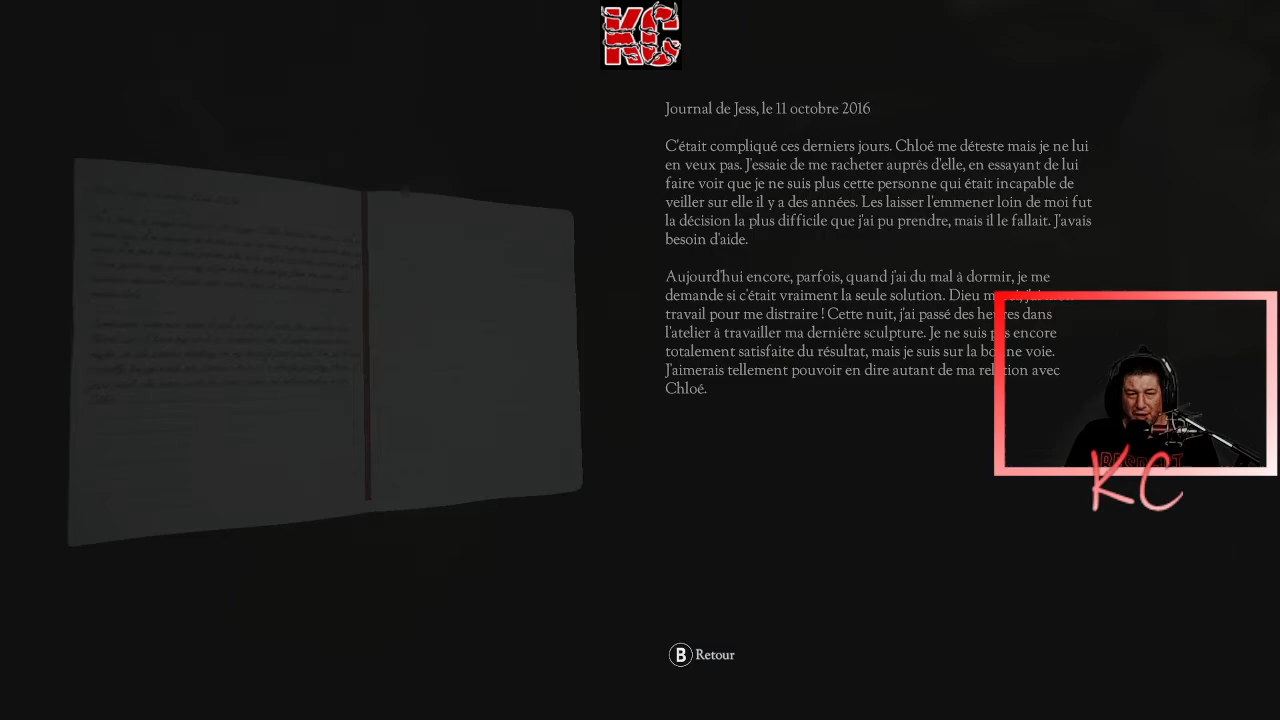 KC
Journal de Jess, le 11 octobre 2016
C'était compliqué ces derniers jours. Chloé me déteste mais je ne lui
en veux pas. J'essaie de me racheter auprès d'elle, en essayant de lui
faire voir que je ne suis plus cette personne qui était incapable de
veiller sur elle il y a des années. Les laisser l'emmener loin de moi fut
la décision la plus difficile que j'ai pu prendre, mais il le fallait. J'avais
besoin d'aide.
Aujourd'hui encore, parfois, quand j'ai du mal à dormir, je me
demande si c'était vraiment la seule solution. Dieu
travail pour me distraire ! Cette nuit, j'ai passé des heures dans
l'atelier à travailler ma dernière sculpture. Je ne suis pas encore
totalement satisfaite du résultat, mais je suis sur la bonne voie.
J'aimerais tellement pouvoir en dire autant de ma relation avec
Chloé.
RESPECT
KC
B Retour